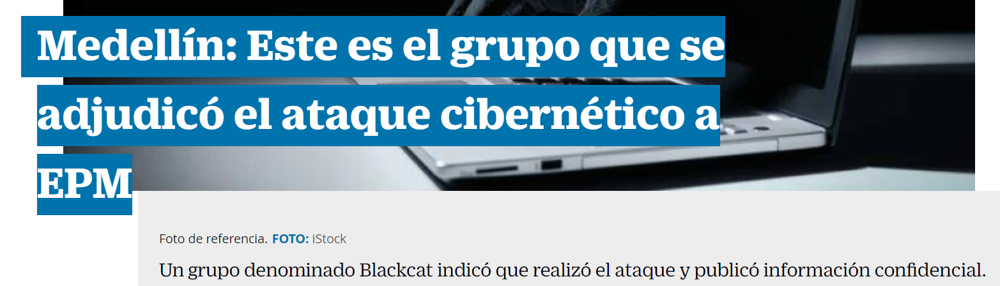 Medellín: Este es el grupo que se
adjudicó el ataque cibernético a
EPM
Foto de referencia. FOTO: iStock
Un grupo denominado Blackcat indicó que realizó el ataque y publicó información confidencial.